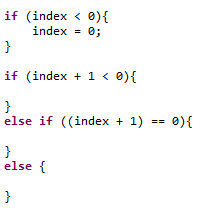 if (index < 0){
    index = 0;
}

if (index + 1 < 0){

}
else if ((index + 1) == 0){

}
else {

}